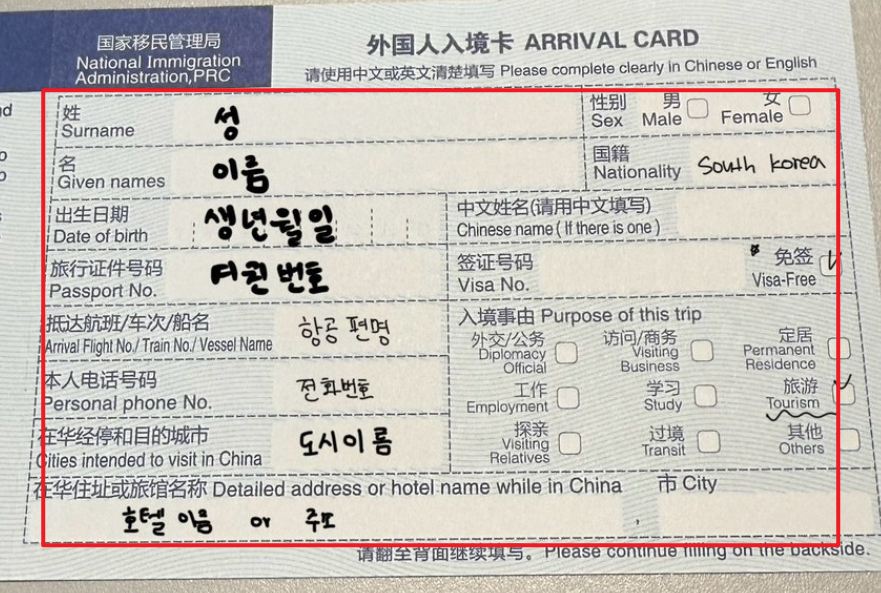 国家移民管理局
National Immigration
Administration,PRC
外国人入境卡 ARRIVAL CARD
请使用中文或英文清楚填写 Please complete clearly in Chinese or English
姓
Surname
성
性别
Sex
男
Male
女
Female
名
Given names
이름
国籍
Nationality
South korea
出生日期
Date of birth
생년월일
中文姓名(请用中文填写)
Chinese name ( If there is one )
旅行证件号码
Passport No.
여권번호
签证号码
Visa No.
免签
Visa-Free
抵达航班/车次/船名
Arrival Flight No./ Train No./ Vessel Name
항공편명
入境事由 Purpose of this trip
外交/公务
Diplomacy
Official
访问/商务
Visiting
Business
定居
Permanent
Residence
本人电话号码
Personal phone No.
전화번호
工作
Employment
学习
Study
旅游
Tourism
在华经停和目的城市
Cities intended to visit in China
도시이름
探亲
Visiting
Relatives
过境
Transit
其他
Others
在华住址或旅馆名称 Detailed address or hotel name while in China
市 City
호텔 이름 or 주모
请翻至背面继续填写。Please continue filling on the backside.